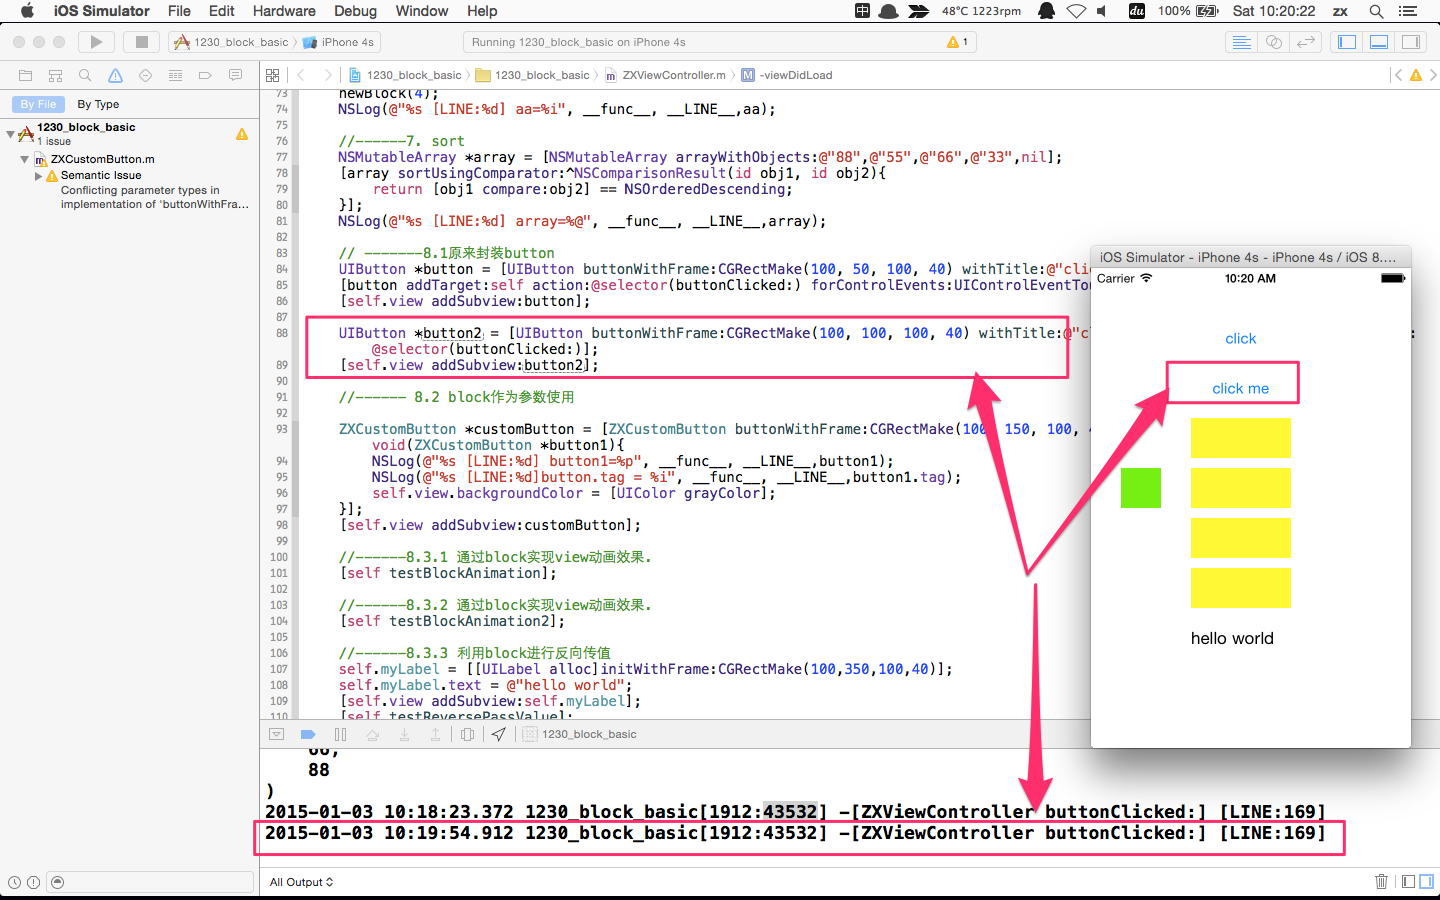 iOS Simulator File Edit Hardware Debug Window Help 48°C 1223rpm du 100% Sat 10:20:22 zx
1230_block_basic iPhone 4s Running 1230_block_basic on iPhone 4s 1
1230_block_basic 1230_block_basic ZXViewController.m M -viewDidLoad
By File By Type
1230_block_basic
1 issue
ZXCustomButton.m
Semantic Issue
Conflicting parameter types in
implementation of 'buttonWithFra...
73 newBlock(4);
74 NSLog(@"%s [LINE:%d] aa=%i", __func__, __LINE__,aa);
75
76 //------7. sort
77 NSMutableArray *array = [NSMutableArray arrayWithObjects:@"88",@"55",@"66",@"33",nil];
78 [array sortUsingComparator:^NSComparisonResult(id obj1, id obj2){
79 return [obj1 compare:obj2] == NSOrderedDescending;
80 }];
81 NSLog(@"%s [LINE:%d] array=%@", __func__, __LINE__,array);
82
83 // -------8.1原来封装button
84 UIButton *button = [UIButton buttonWithFrame:CGRectMake(100, 50, 100, 40) withTitle:@"clic
85 [button addTarget:self action:@selector(buttonClicked:) forControlEvents:UIControlEventTou
86 [self.view addSubview:button];
87
88 UIButton *button2 = [UIButton buttonWithFrame:CGRectMake(100, 100, 100, 40) withTitle:@"c
:
@selector(buttonClicked:)];
89 [self.view addSubview:button2];
90
91 //------ 8.2 block作为参数使用
92
93 ZXCustomButton *customButton = [ZXCustomButton buttonWithFrame:CGRectMake(100, 150, 100, 4
void(ZXCustomButton *button1){
94 NSLog(@"%s [LINE:%d] button1=%p", __func__, __LINE__,button1);
95 NSLog(@"%s [LINE:%d]button.tag = %i", __func__, __LINE__,button1.tag);
96 self.view.backgroundColor = [UIColor grayColor];
97 }];
98 [self.view addSubview:customButton];
99
100 //------8.3.1 通过block实现view动画效果.
101 [self testBlockAnimation];
102
103 //------8.3.2 通过block实现view动画效果.
104 [self testBlockAnimation2];
105
106 //------8.3.3 利用block进行反向传值
107 self.myLabel = [[UILabel alloc]initWithFrame:CGRectMake(100,350,100,40)];
108 self.myLabel.text = @"hello world";
109 [self.view addSubview:self.myLabel];
110 [self testReversePassValue];
iOS Simulator - iPhone 4s - iPhone 4s / iOS 8....
Carrier 10:20 AM
click
click me
hello world
1230_block_basic
66,
88
)
2015-01-03 10:18:23.372 1230_block_basic[1912:43532] -[ZXViewController buttonClicked:] [LINE:169]
2015-01-03 10:19:54.912 1230_block_basic[1912:43532] -[ZXViewController buttonClicked:] [LINE:169]
All Output